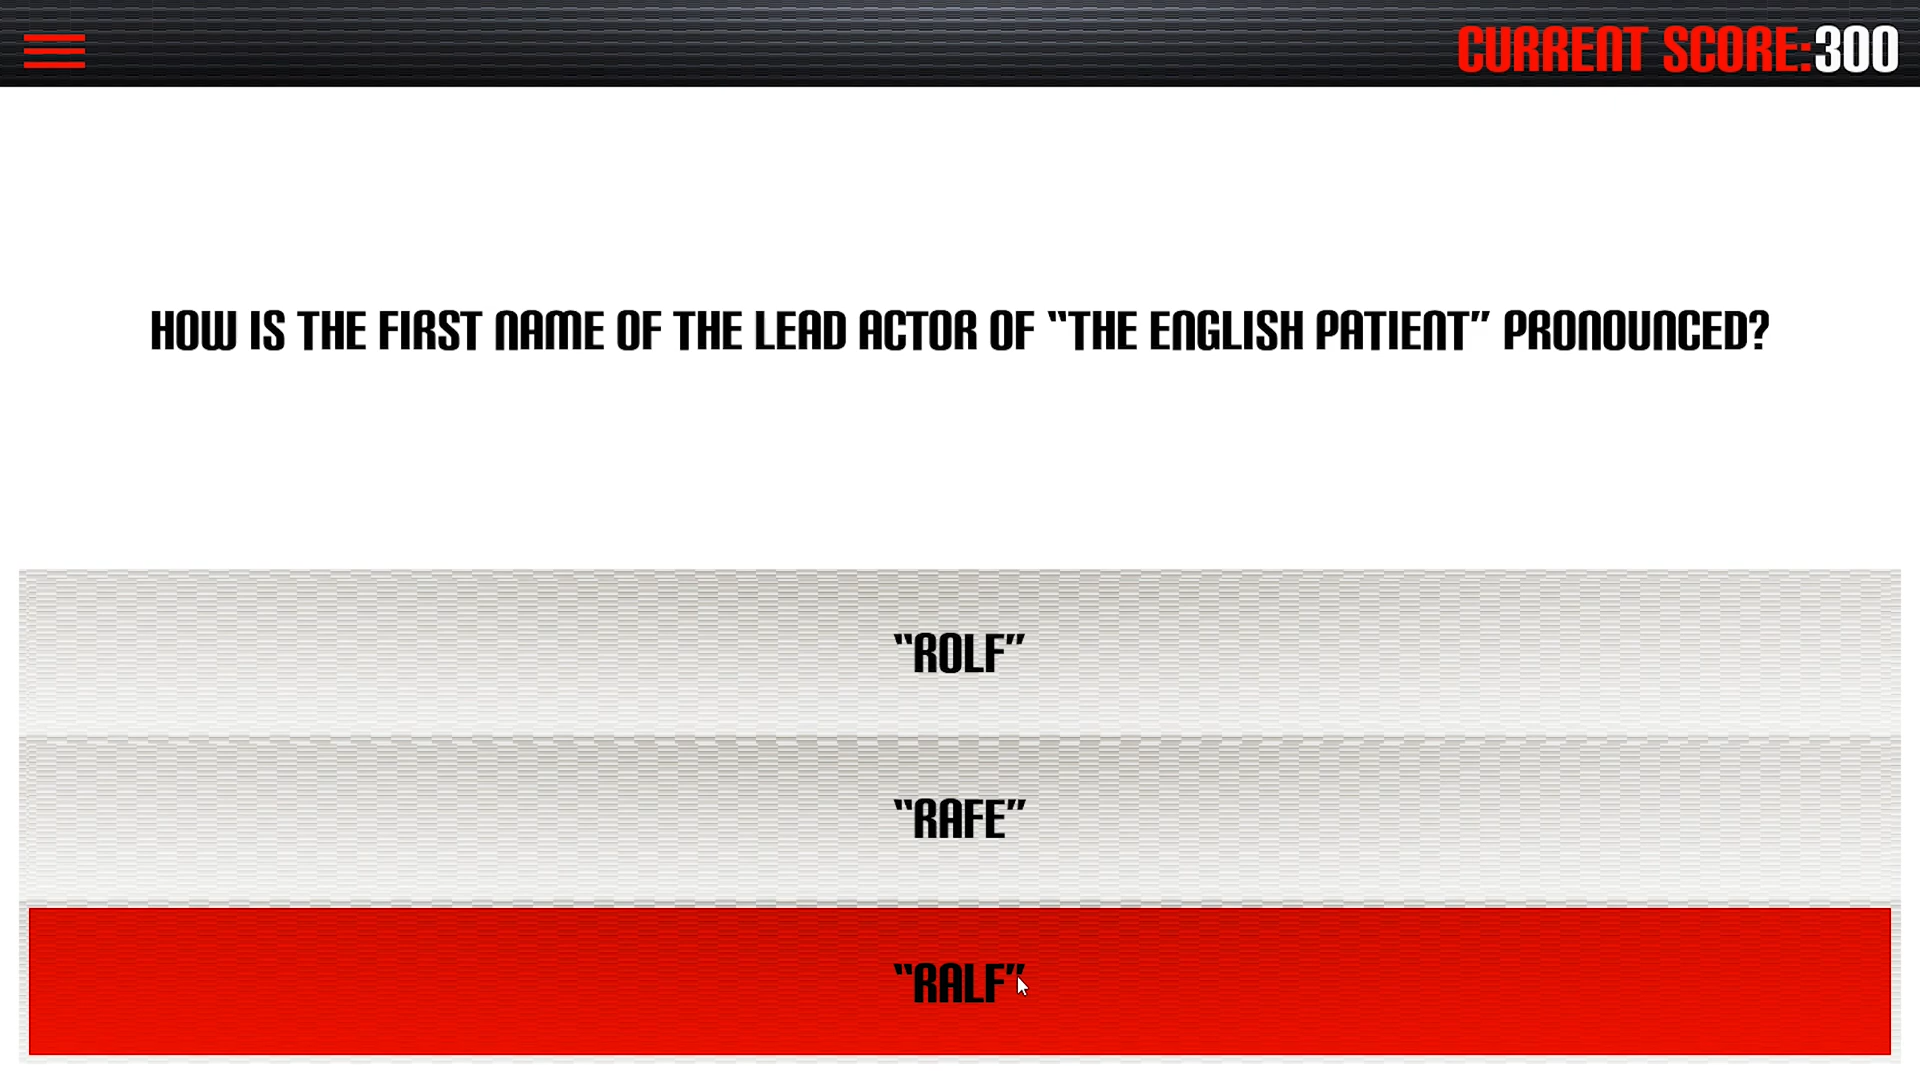 CURRENT SCORE:300
HOW IS THE FIRST NAME OF THE LEAD ACTOR OF “THE ENGLISH PATIENT” PRONOUNCED?
“ROLF”
“RAFE”
“RALF”